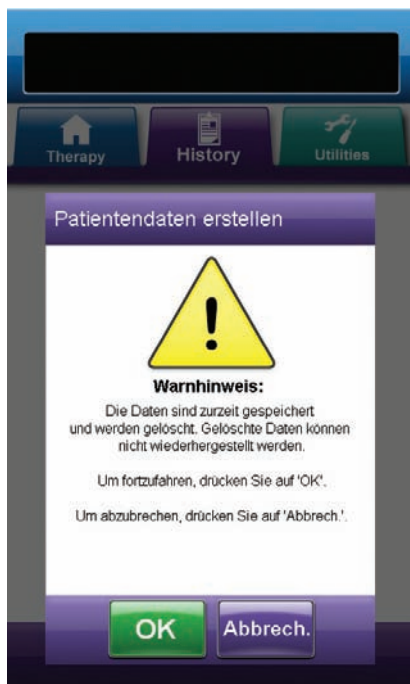 Therapy
History
Utilities
Patientendaten erstellen
Warnhinweis:
Die Daten sind zurzeit gespeichert
und werden gelöscht. Gelöschte Daten können
nicht wiederhergestellt werden.
Um fortzufahren, drücken Sie auf 'OK'.
Um abzubrechen, drücken Sie auf 'Abbrech.'.
OK
Abbrech.